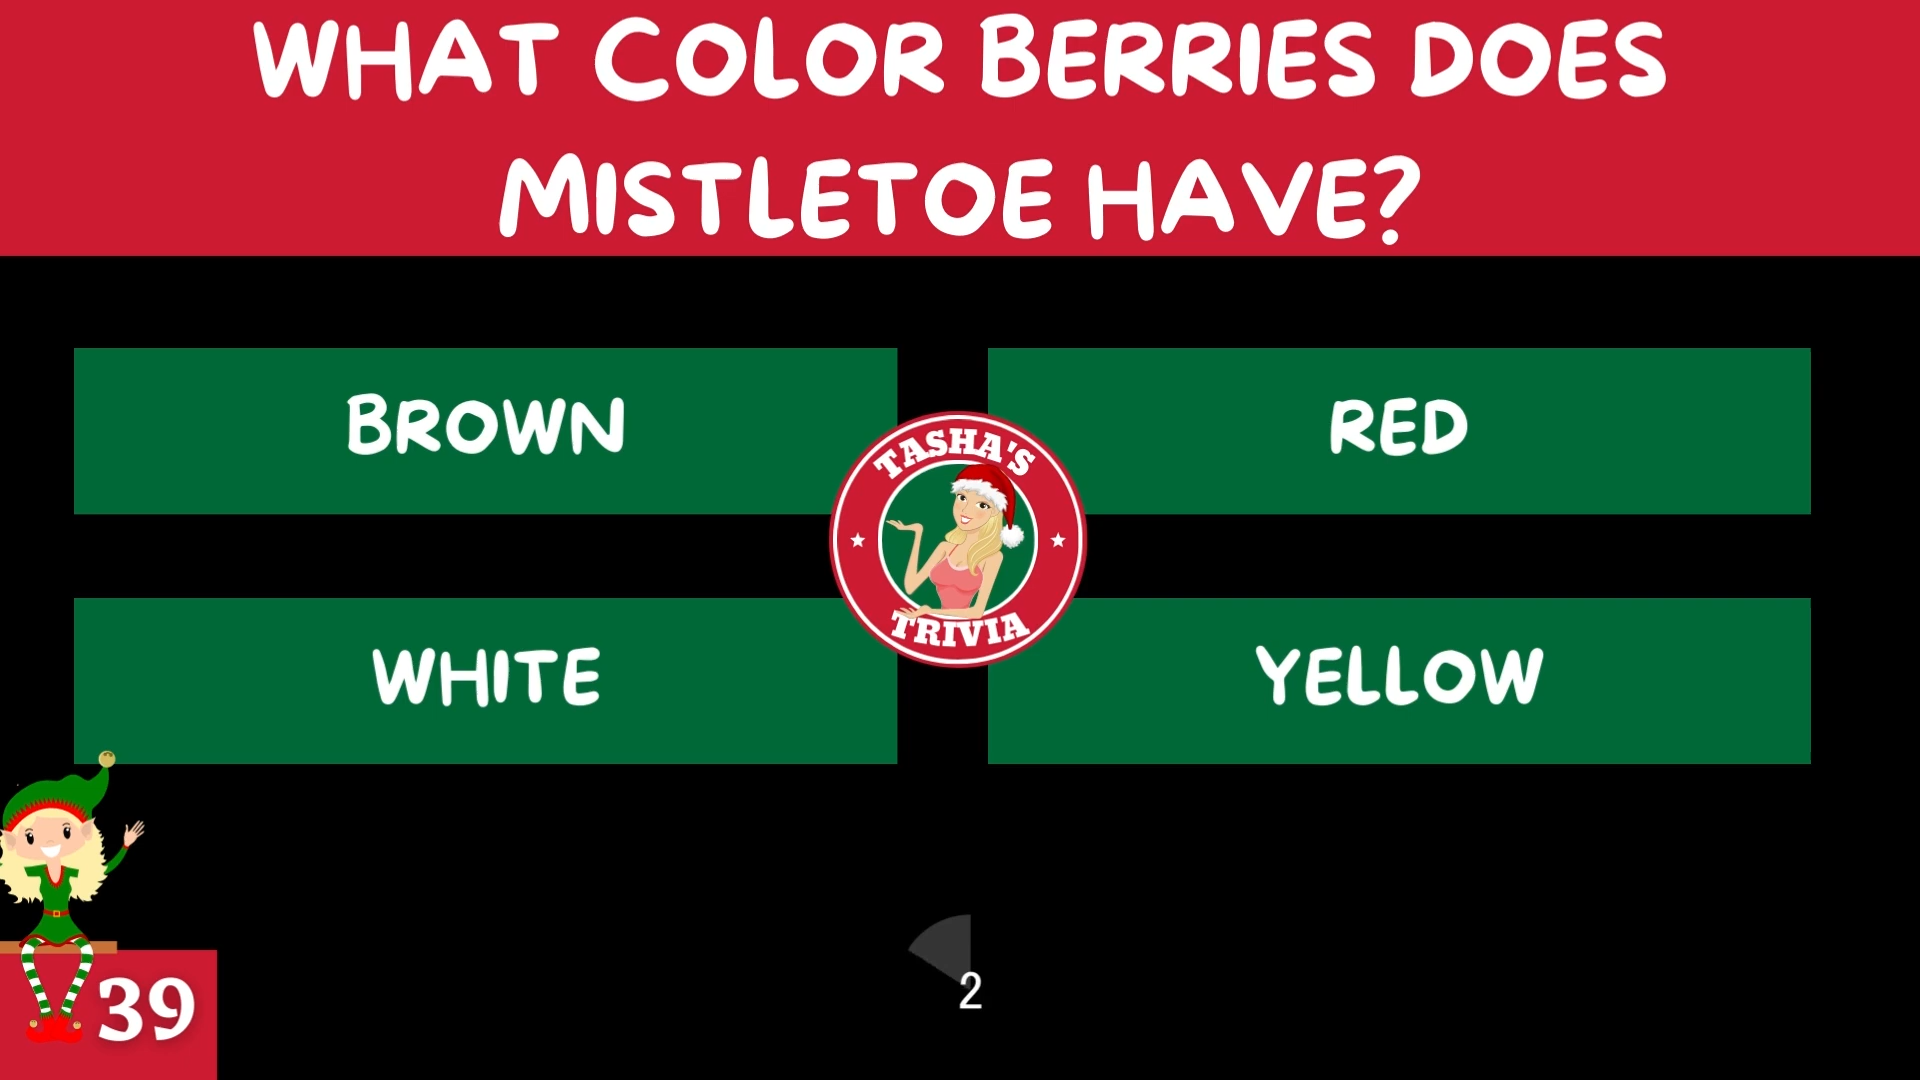 WHAT COLOR BERRIES DOES
MISTLETOE HAVE?
BROWN
RED
TASHA'S
TRIVIA
WHITE
YELLOW
39
2